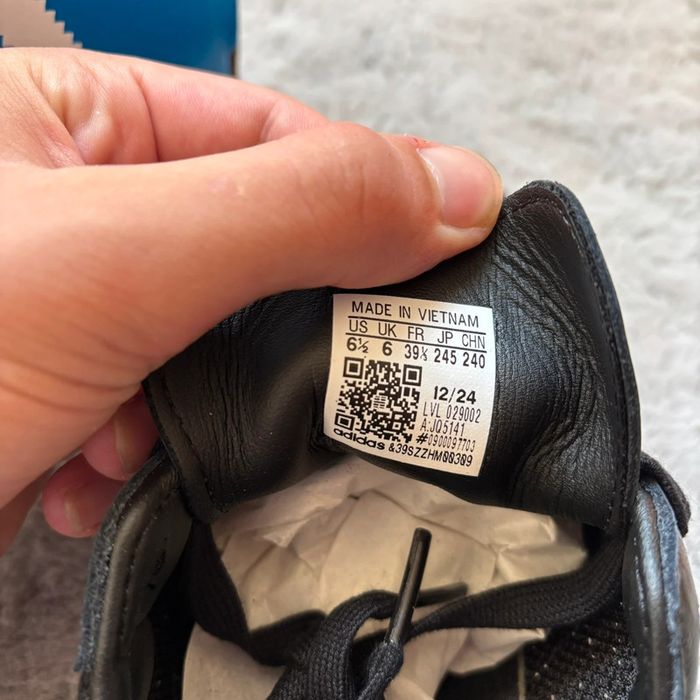 MADE IN VIETNAM
US UK FR JP CHN
6½ 6 39⅓ 245 240
12/24
LVL 029002
A:JQ5141
#0900097703
adidas &39SZZHM00309